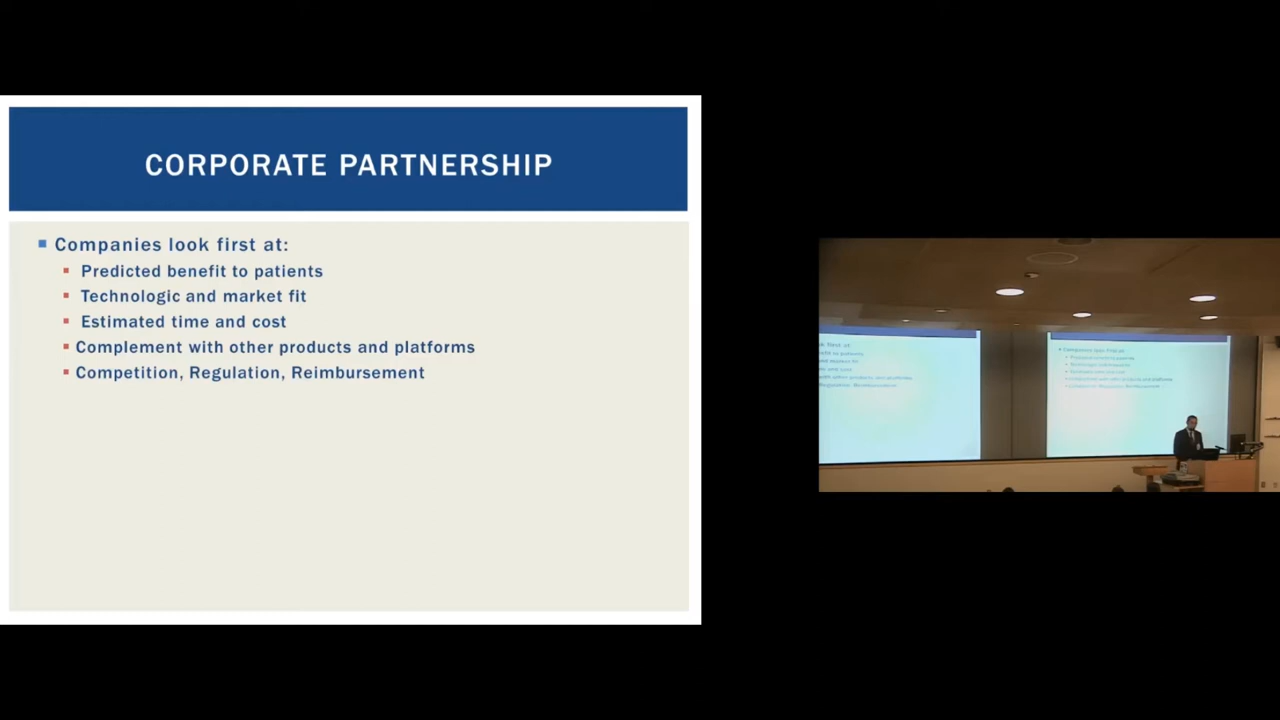 CORPORATE PARTNERSHIP
Companies look first at:
Predicted benefit to patients
Technologic and market fit
Estimated time and cost
Complement with other products and platforms
Competition, Regulation, Reimbursement